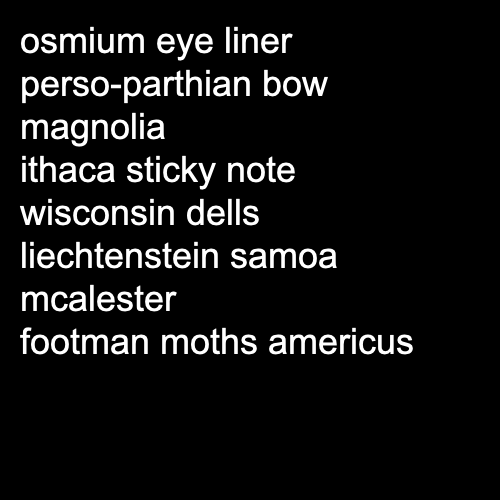 osmium eye liner
perso-parthian bow
magnolia
ithaca sticky note
wisconsin dells
liechtenstein samoa
mcalester
footman moths americus